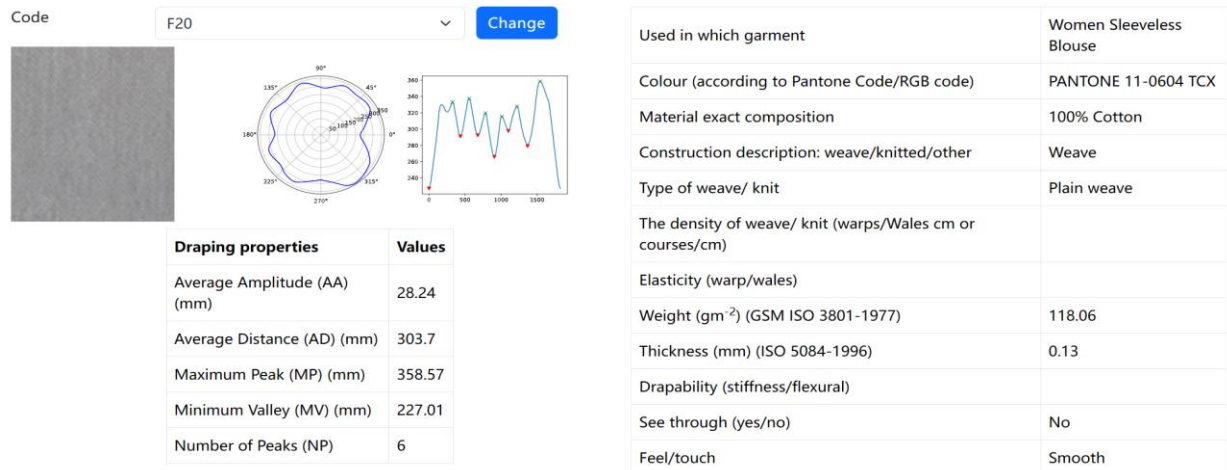 Code
F20
Change
90°
135°
45°
180°
0°
225°
315°
270°
50
100
150
360
340
320
300
280
260
240
0
500
1000
1500
Draping properties Values
Average Amplitude (AA)
(mm)
28.24
Average Distance (AD) (mm) 303.7
Maximum Peak (MP) (mm) 358.57
Minimum Valley (MV) (mm) 227.01
Number of Peaks (NP) 6
Used in which garment
Women Sleeveless
Blouse
Colour (according to Pantone Code/RGB code) PANTONE 11-0604 TCX
Material exact composition 100% Cotton
Construction description: weave/knitted/other Weave
Type of weave/ knit Plain weave
The density of weave/ knit (warps/Wales cm or
courses/cm)
Elasticity (warp/wales)
Weight (gm-2) (GSM ISO 3801-1977) 118.06
Thickness (mm) (ISO 5084-1996) 0.13
Drapability (stiffness/flexural)
See through (yes/no) No
Feel/touch Smooth